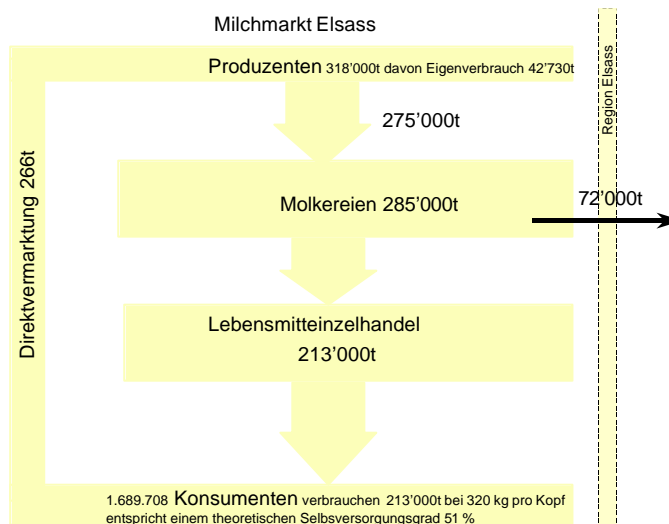 Milchmarkt Elsass
Produzenten 318’000t davon Eigenverbrauch 42’730t
Region Elsass
275’000t
Direktvermarktung 266t
Molkereien 285’000t
72’000t
Lebensmitteinzelhandel
213’000t
1.689.708 Konsumenten verbrauchen 213’000t bei 320 kg pro Kopf
entspricht einem theoretischen Selbsversorgungsgrad 51 %